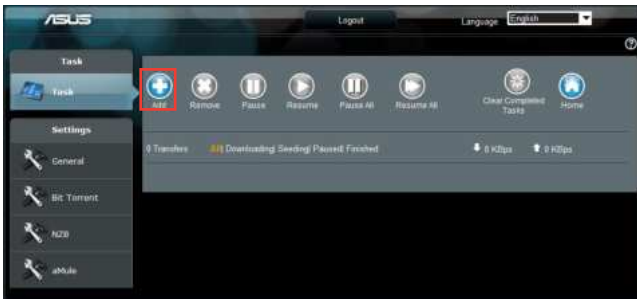 ASUS
Logout
Language English
Task
Task
Add Remove Pause Resume Pause All Resume All Clear Completed Tasks Home
Settings
General
Bit Torrent
NZB
aMule
0 Transfers All| Downloading| Seeding| Paused| Finished 0 KBps 0 KBps